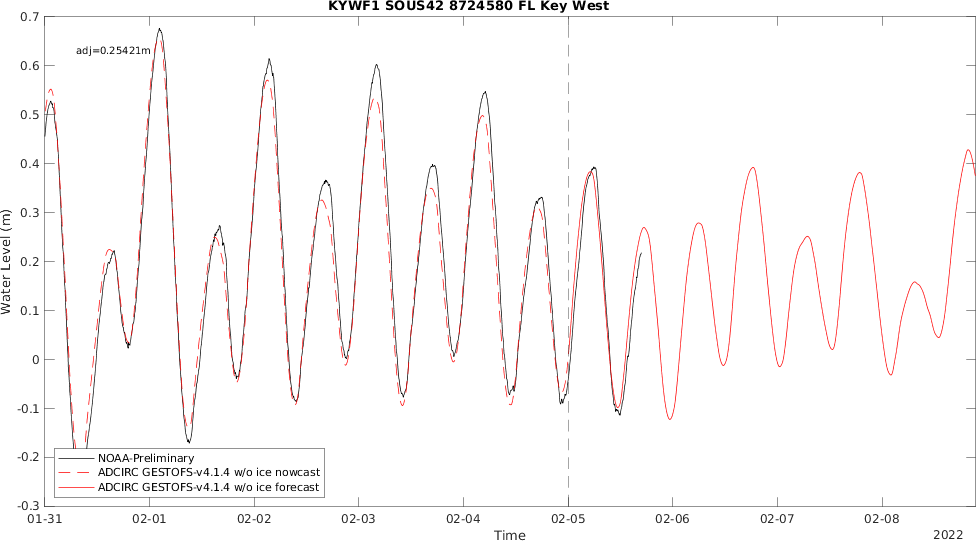 KYWF1 SOUS42 8724580 FL Key West
adj=0.25421m
0.7
0.6
0.5
0.4
0.3
0.2
0.1
0
-0.1
-0.2
-0.3
Water Level (m)
NOAA-Preliminary
ADCIRC GESTOFS-v4.1.4 w/o ice nowcast
ADCIRC GESTOFS-v4.1.4 w/o ice forecast
01-31 02-01 02-02 02-03 02-04 02-05 02-06 02-07 02-08
Time
2022